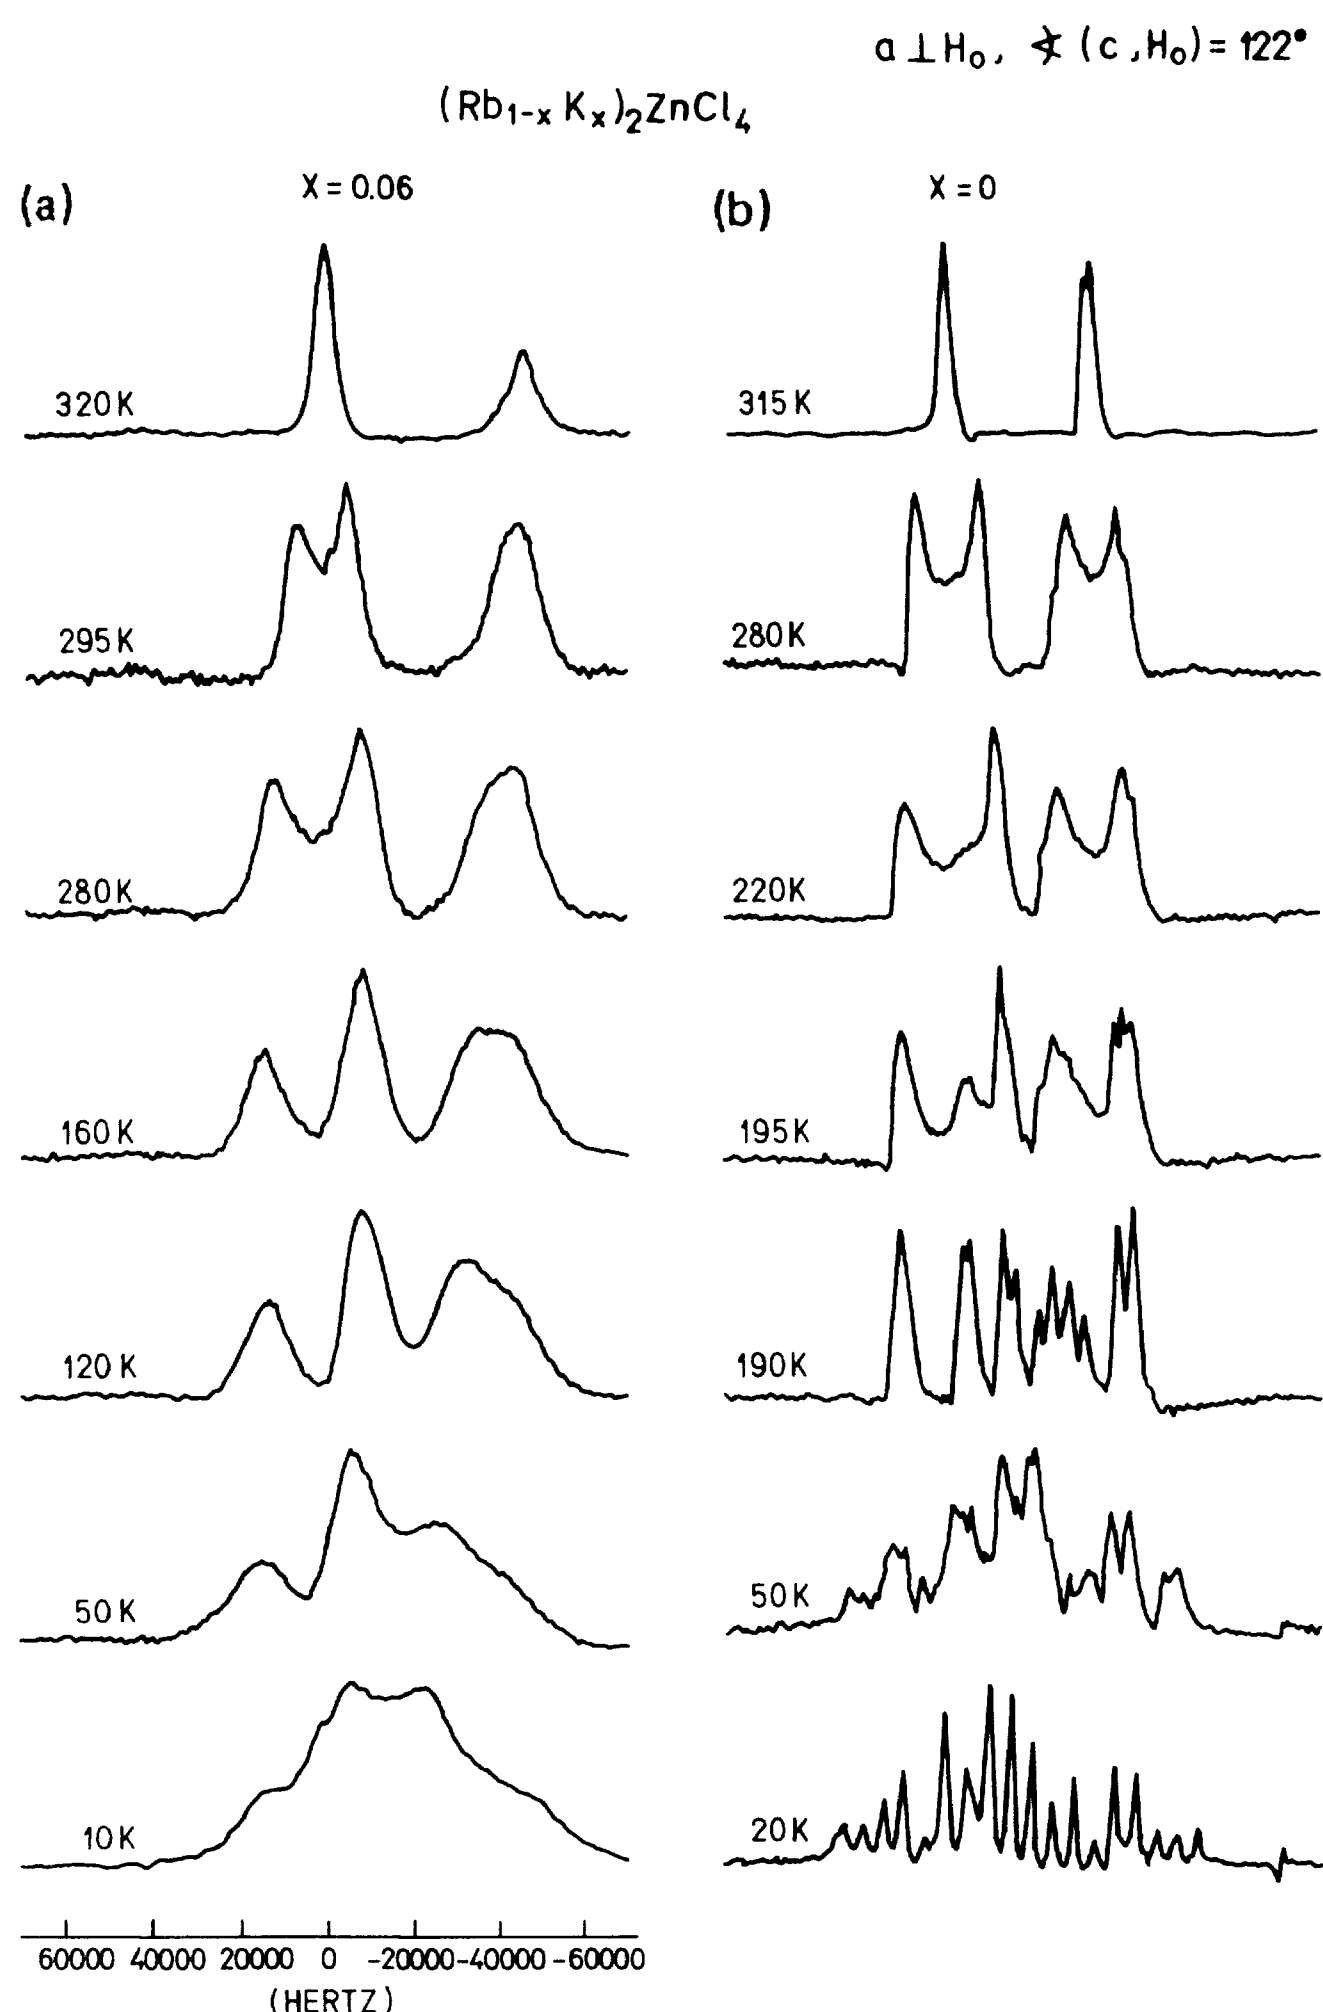 a ⊥ H₀, ∢ (c, H₀) = 122°
(Rb₁₋ₓ Kₓ)₂ZnCl₄
(a) X = 0.06
(b) X = 0
320 K
315 K
295 K
280 K
280 K
220 K
160 K
195 K
120 K
190 K
50 K
50 K
10 K
20 K
60000 40000 20000 0 -20000 -40000 -60000
(HERTZ)